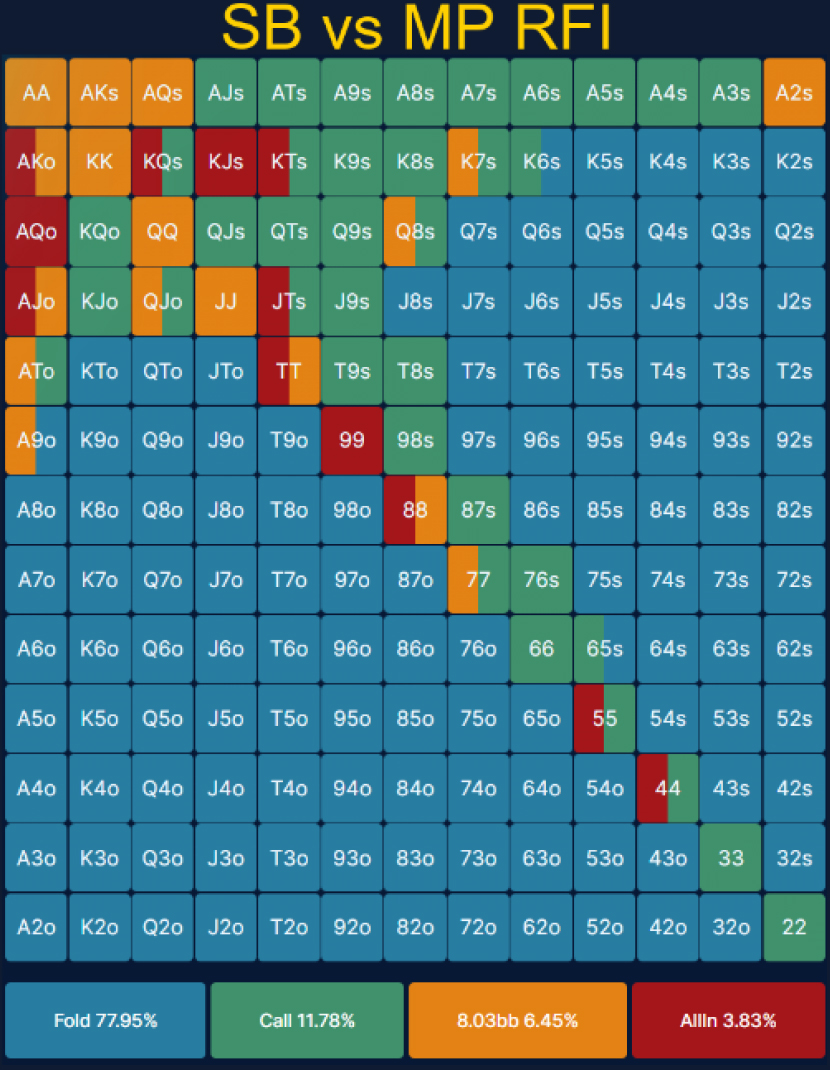 SB vs MP RFI
AA AKs AQs AJs ATs A9s A8s A7s A6s A5s A4s A3s A2s
AKo KK KQs KJs KTs K9s K8s K7s K6s K5s K4s K3s K2s
AQo KQo QQ QJs QTs Q9s Q8s Q7s Q6s Q5s Q4s Q3s Q2s
AJo KJo QJo JJ JTs J9s J8s J7s J6s J5s J4s J3s J2s
ATo KTo QTo JTo TT T9s T8s T7s T6s T5s T4s T3s T2s
A9o K9o Q9o J9o T9o 99 98s 97s 96s 95s 94s 93s 92s
A8o K8o Q8o J8o T8o 98o 88 87s 86s 85s 84s 83s 82s
A7o K7o Q7o J7o T7o 97o 87o 77 76s 75s 74s 73s 72s
A6o K6o Q6o J6o T6o 96o 86o 76o 66 65s 64s 63s 62s
A5o K5o Q5o J5o T5o 95o 85o 75o 65o 55 54s 53s 52s
A4o K4o Q4o J4o T4o 94o 84o 74o 64o 54o 44 43s 42s
A3o K3o Q3o J3o T3o 93o 83o 73o 63o 53o 43o 33 32s
A2o K2o Q2o J2o T2o 92o 82o 72o 62o 52o 42o 32o 22
Fold 77.95% Call 11.78% 8.03bb 6.45% AllIn 3.83%